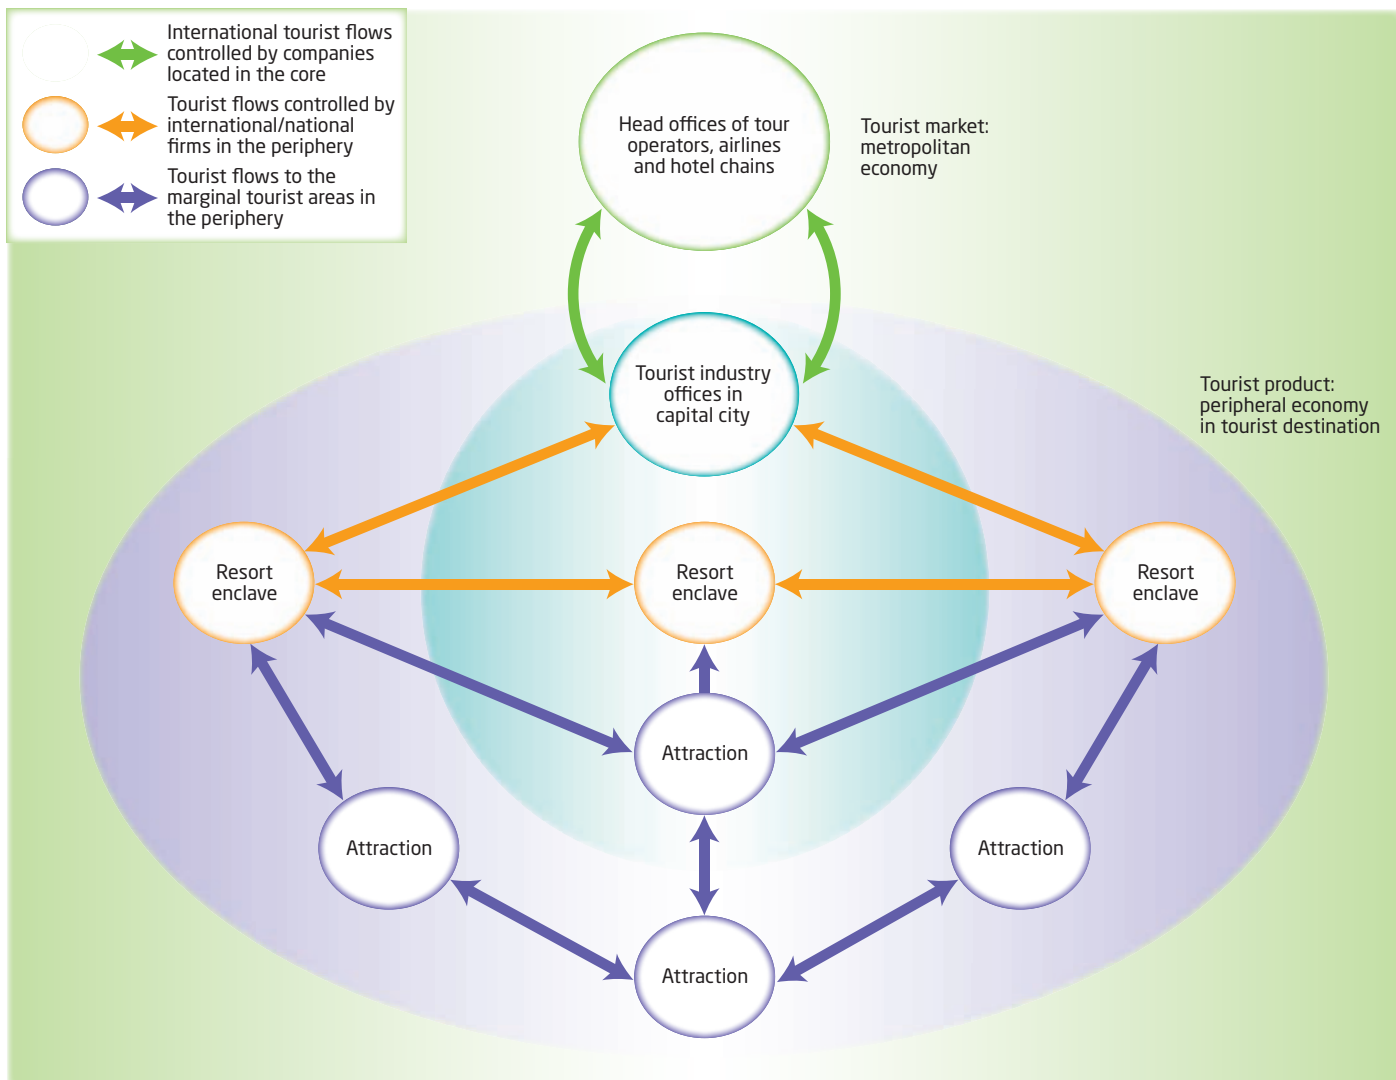 International tourist flows
controlled by companies
located in the core
Tourist flows controlled by
international/national
firms in the periphery
Tourist flows to the
marginal tourist areas in
the periphery
Head offices of tour
operators, airlines
and hotel chains
Tourist market:
metropolitan
economy
Tourist industry
offices in
capital city
Tourist product:
peripheral economy
in tourist destination
Resort
enclave
Resort
enclave
Resort
enclave
Attraction
Attraction
Attraction
Attraction